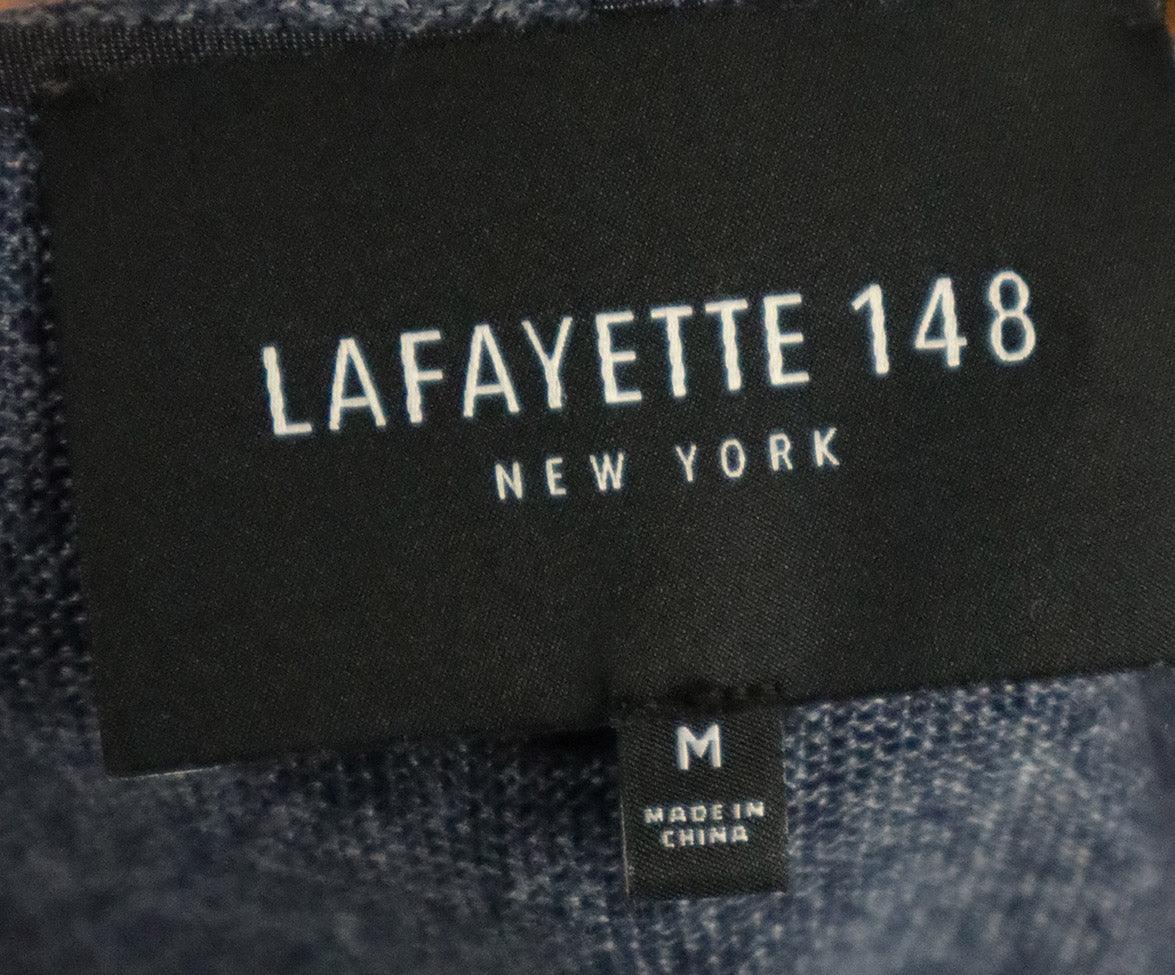 LAFAYETTE 148
NEW YORK
M
MADE IN
CHINA